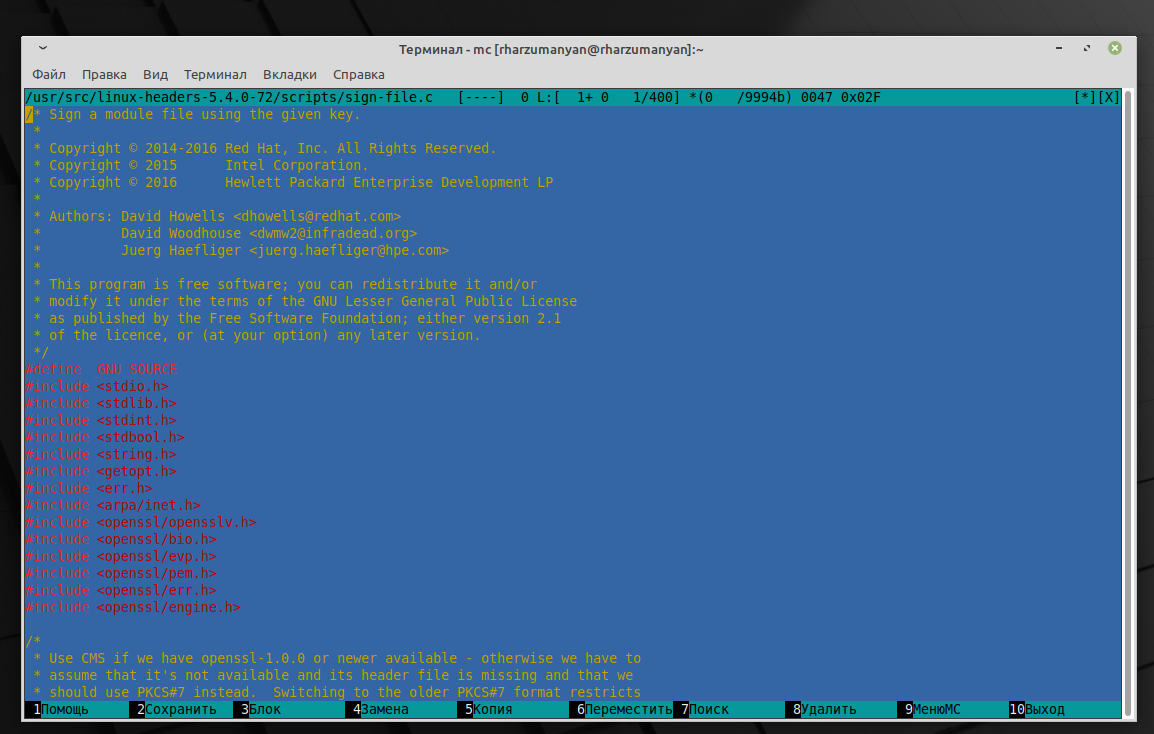 Терминал - mc [rharzumanyan@rharzumanyan]:~
Файл Правка Вид Терминал Вкладки Справка
/usr/src/linux-headers-5.4.0-72/scripts/sign-file.c [----] 0 L:[ 1+ 0 1/400] *(0 /9994b) 0047 0x02F [*][X]
/* Sign a module file using the given key.
*
* Copyright © 2014-2016 Red Hat, Inc. All Rights Reserved.
* Copyright © 2015 Intel Corporation.
* Copyright © 2016 Hewlett Packard Enterprise Development LP
*
* Authors: David Howells <dhowells@redhat.com>
* David Woodhouse <dwmw2@infradead.org>
* Juerg Haefliger <juerg.haefliger@hpe.com>
*
* This program is free software; you can redistribute it and/or
* modify it under the terms of the GNU Lesser General Public License
* as published by the Free Software Foundation; either version 2.1
* of the licence, or (at your option) any later version.
*/
#define _GNU_SOURCE
#include <stdio.h>
#include <stdlib.h>
#include <stdint.h>
#include <stdbool.h>
#include <string.h>
#include <getopt.h>
#include <err.h>
#include <arpa/inet.h>
#include <openssl/opensslv.h>
#include <openssl/bio.h>
#include <openssl/evp.h>
#include <openssl/pem.h>
#include <openssl/err.h>
#include <openssl/engine.h>
/*
* Use CMS if we have openssl-1.0.0 or newer available - otherwise we have to
* assume that it's not available and its header file is missing and that we
* should use PKCS#7 instead.  Switching to the older PKCS#7 format restricts
1Помощь 2Сохранить 3Блок 4Замена 5Копия 6Переместить 7Поиск 8Удалить 9МенюМС 10Выход